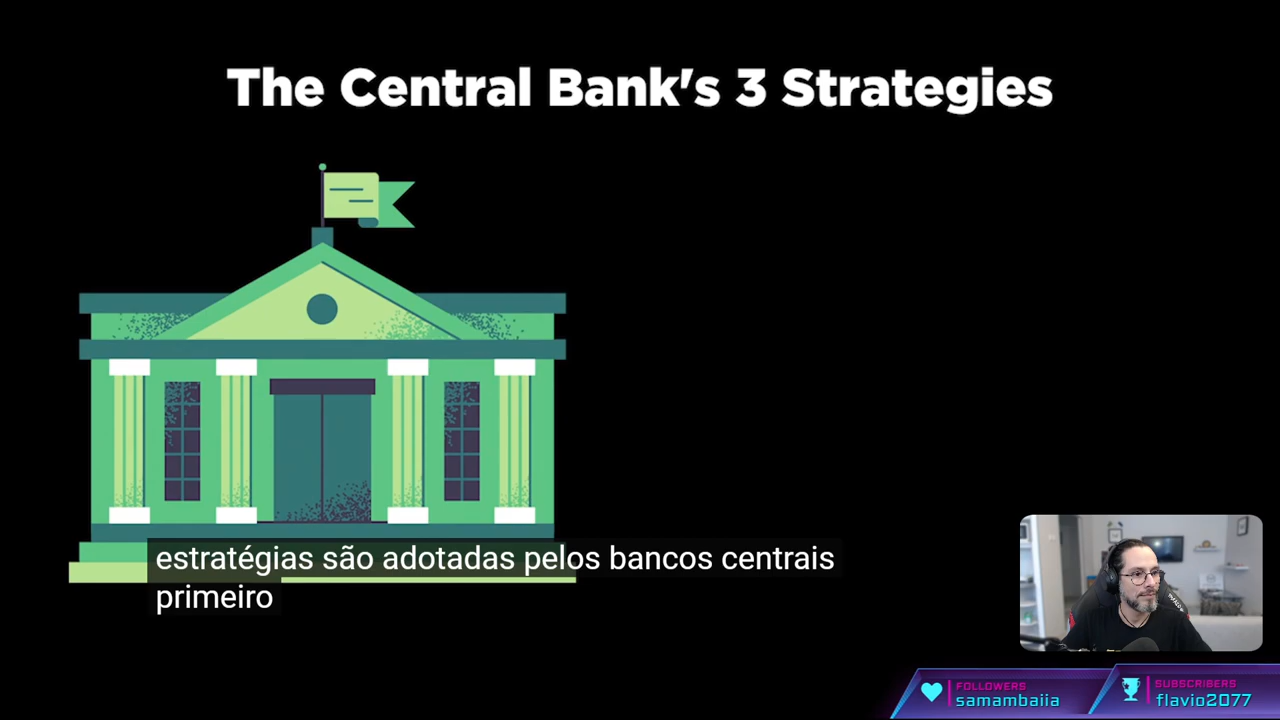 The Central Bank's 3 Strategies
estratégias são adotadas pelos bancos centrais
primeiro
FOLLOWERS
samambaiia
SUBSCRIBERS
flavio2077